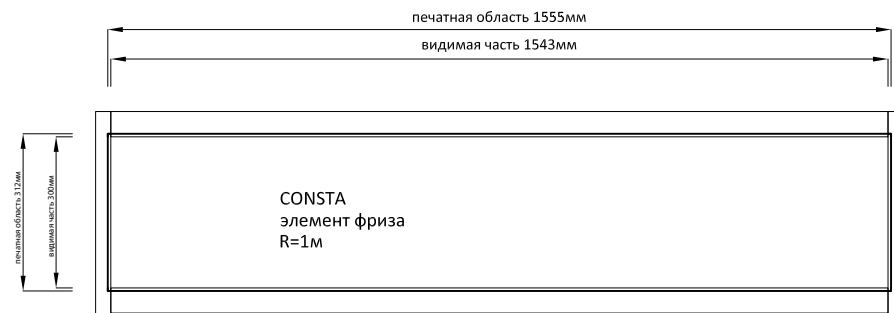 печатная область 1555мм
видимая часть 1543мм
печатная область 312мм
видимая часть 300мм
CONSTA
элемент фриза
R=1м